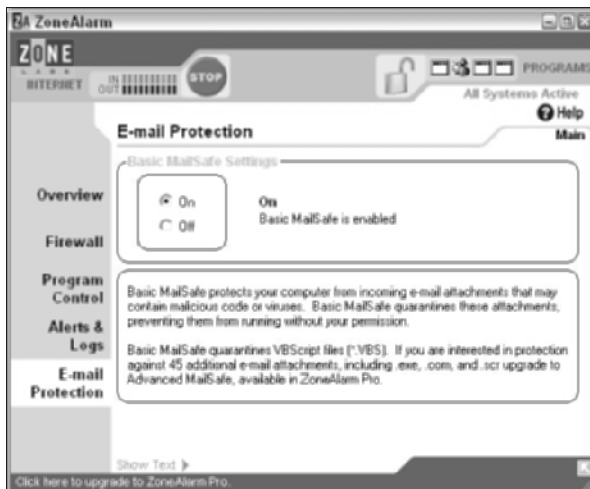 ZA ZoneAlarm
ZONE
LABS
INTERNET
IN
OUT
STOP
PROGRAMS
All Systems Active
? Help
E-mail Protection
Main
Basic MailSafe Settings
Overview
On
Off
On
Basic MailSafe is enabled
Firewall
Program
Control
Alerts &
Logs
E-mail
Protection
Basic MailSafe protects your computer from incoming e-mail attachments that may
contain malicious code or viruses. Basic MailSafe quarantines these attachments,
preventing them from running without your permission.
Basic MailSafe quarantines VBScript files (*.VBS). If you are interested in protection
against 45 additional e-mail attachments, including .exe, .com, and .scr upgrade to
Advanced MailSafe, available in ZoneAlarm Pro.
Show Text
Click here to upgrade to ZoneAlarm Pro.